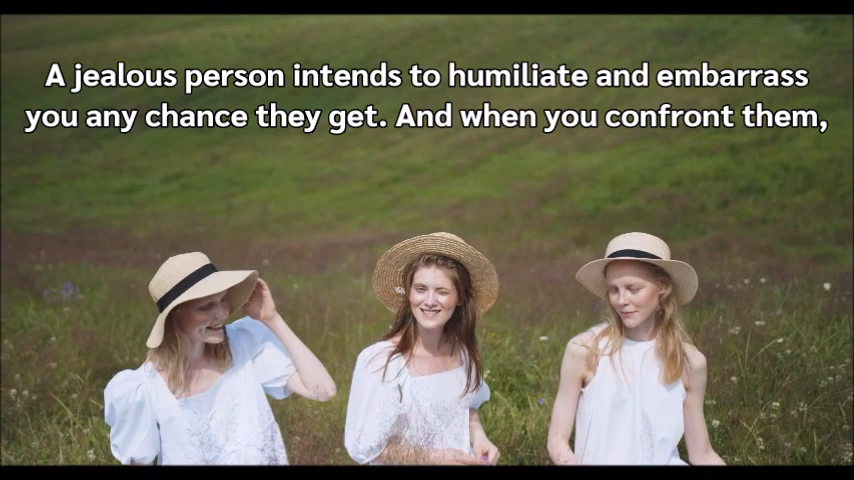 A jealous person intends to humiliate and embarrass
you any chance they get. And when you confront them,